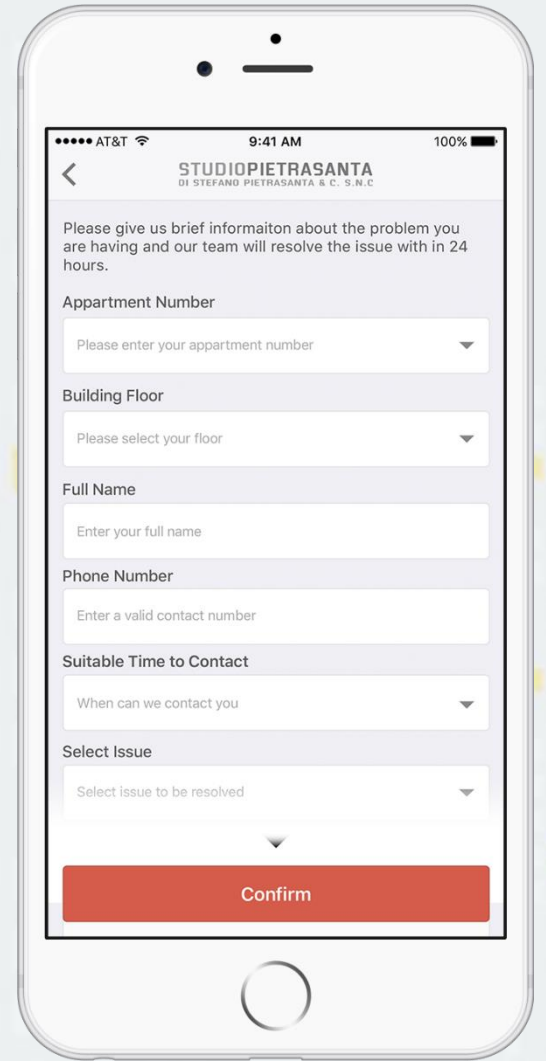 AT&T 9:41 AM 100%
STUDIOPIETRASANTA
DI STEFANO PIETRASANTA & C. S.N.C
Please give us brief informaiton about the problem you
are having and our team will resolve the issue with in 24
hours.
Appartment Number
Please enter your appartment number
Building Floor
Please select your floor
Full Name
Enter your full name
Phone Number
Enter a valid contact number
Suitable Time to Contact
When can we contact you
Select Issue
Select issue to be resolved
Confirm